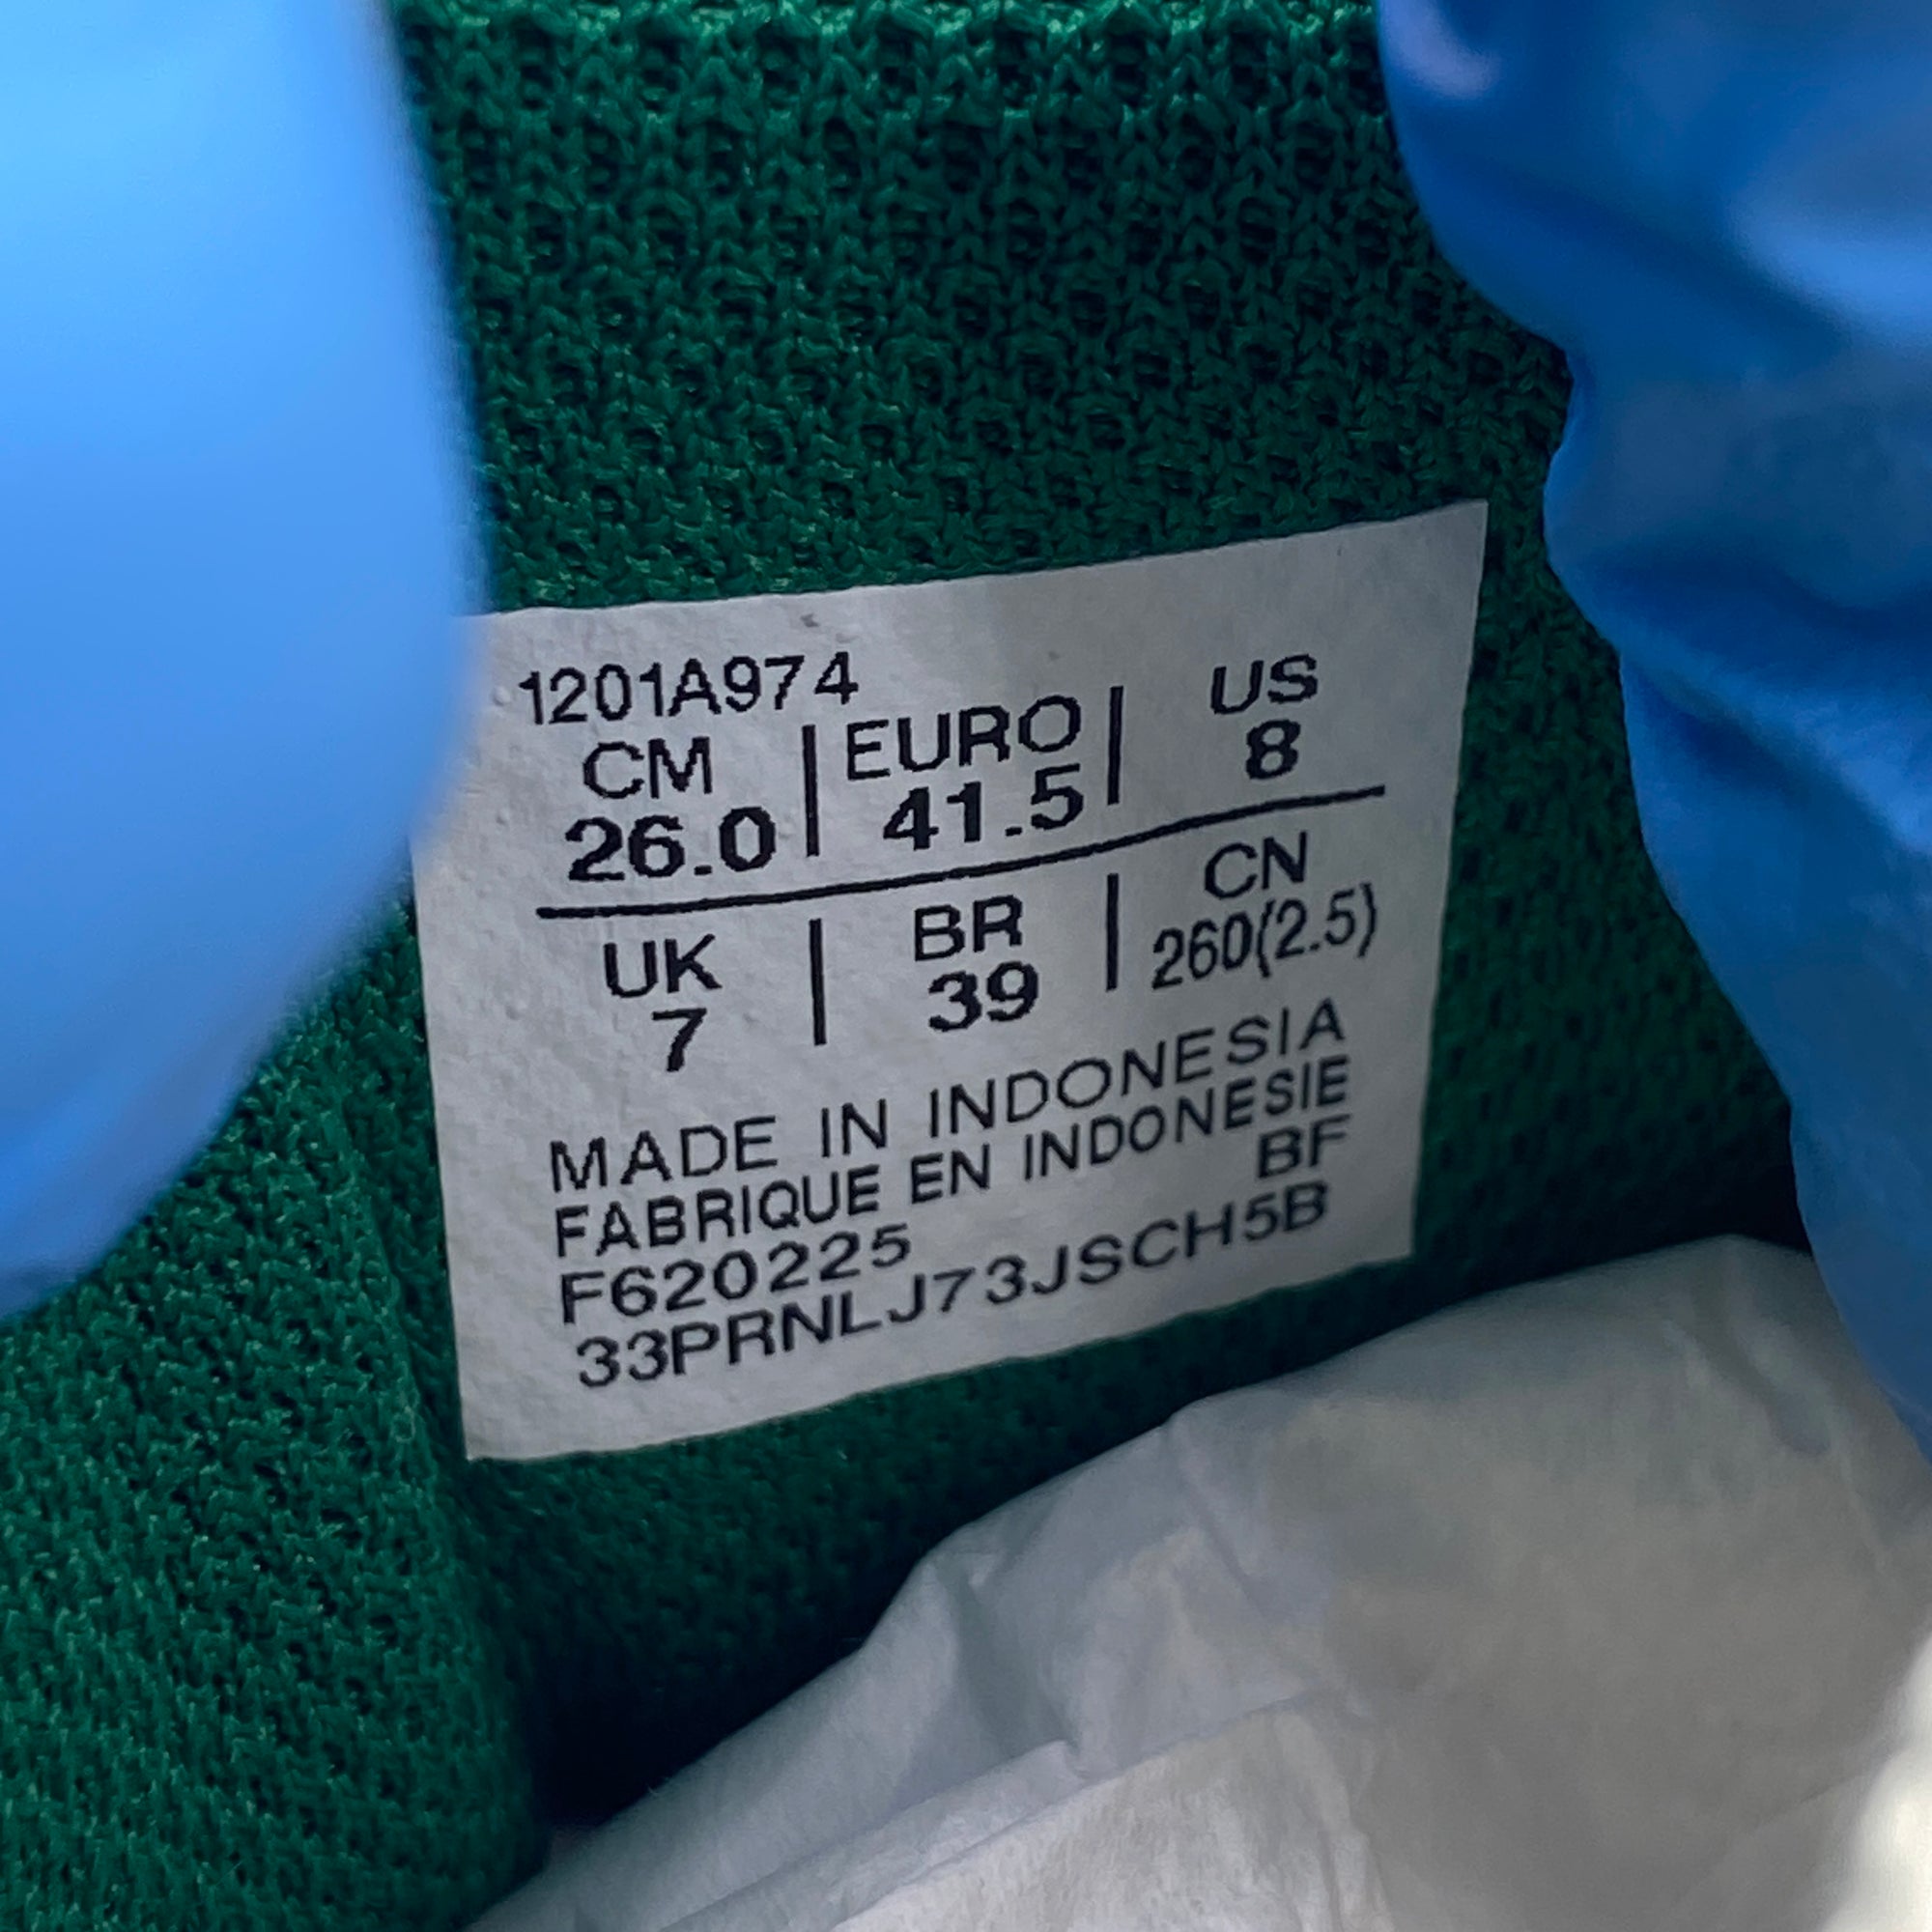 1201A974
CM | EURO | US
26.0 | 41.5 | 8
UK | BR | CN
7 | 39 | 260(2.5)
MADE IN INDONESIA
FABRIQUE EN INDONESIE
BF
F620225
33PRNLJ73JSCH5B